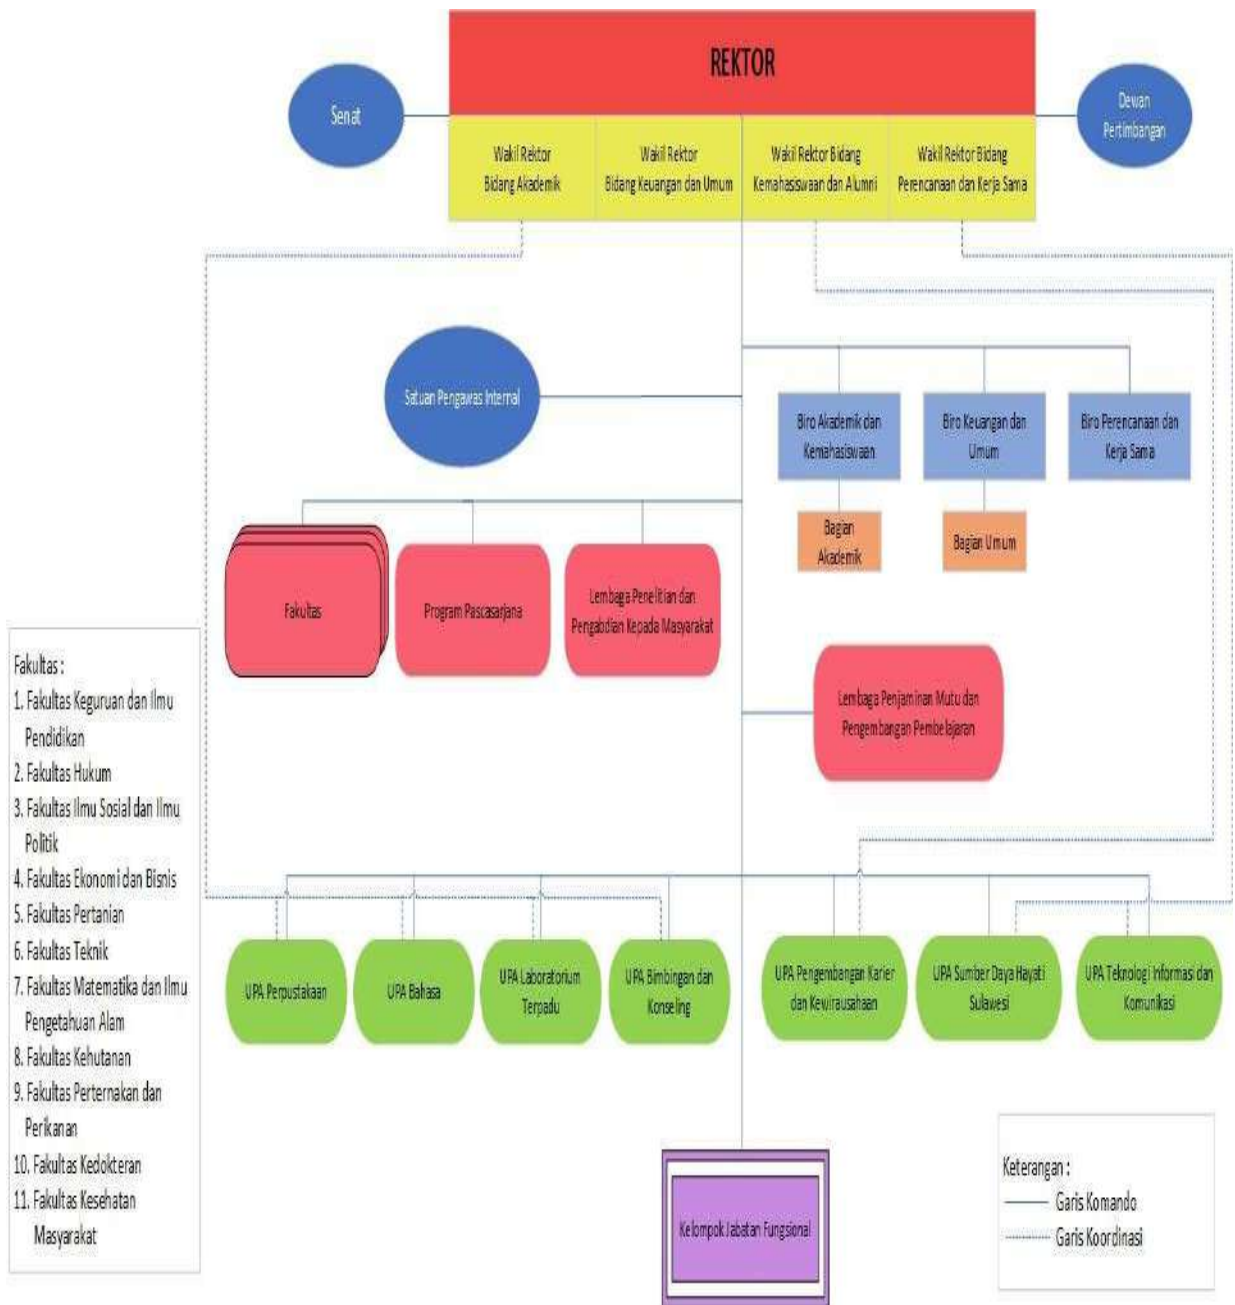 REKTOR
Senat
Dewan
Pertimbangan
Wakil Rektor
Bidang Akademik
Wakil Rektor
Bidang Keuangan dan Umum
Wakil Rektor Bidang
Kemahasiswaan dan Alumni
Wakil Rektor Bidang
Perencanaan dan Kerja Sama
Satuan Pengawas Internal
Biro Akademik dan
Kemahasiswaan
Biro Keuangan dan
Umum
Biro Perencanaan dan
Kerja Sama
Bagian
Akademik
Bagian Umum
Fakultas
Program Pascasarjana
Lembaga Penelitian dan
Pengabdian Kepada Masyarakat
Lembaga Penjaminan Mutu dan
Pengembangan Pembelajaran
Fakultas :
1. Fakultas Keguruan dan Ilmu
Pendidikan
2. Fakultas Hukum
3. Fakultas Ilmu Sosial dan Ilmu
Politik
4. Fakultas Ekonomi dan Bisnis
5. Fakultas Pertanian
6. Fakultas Teknik
7. Fakultas Matematika dan Ilmu
Pengetahuan Alam
8. Fakultas Kehutanan
9. Fakultas Perternakan dan
Perikanan
10. Fakultas Kedokteran
11. Fakultas Kesehatan
Masyarakat
UPA Perpustakaan
UPA Bahasa
UPA Laboratorium
Terpadu
UPA Bimbingan dan
Konseling
UPA Pengembangan Karier
dan Kewirausahaan
UPA Sumber Daya Hayati
Sulawesi
UPA Teknologi Informasi dan
Komunikasi
Kelompok Jabatan Fungsional
Keterangan :
Garis Komando
Garis Koordinasi